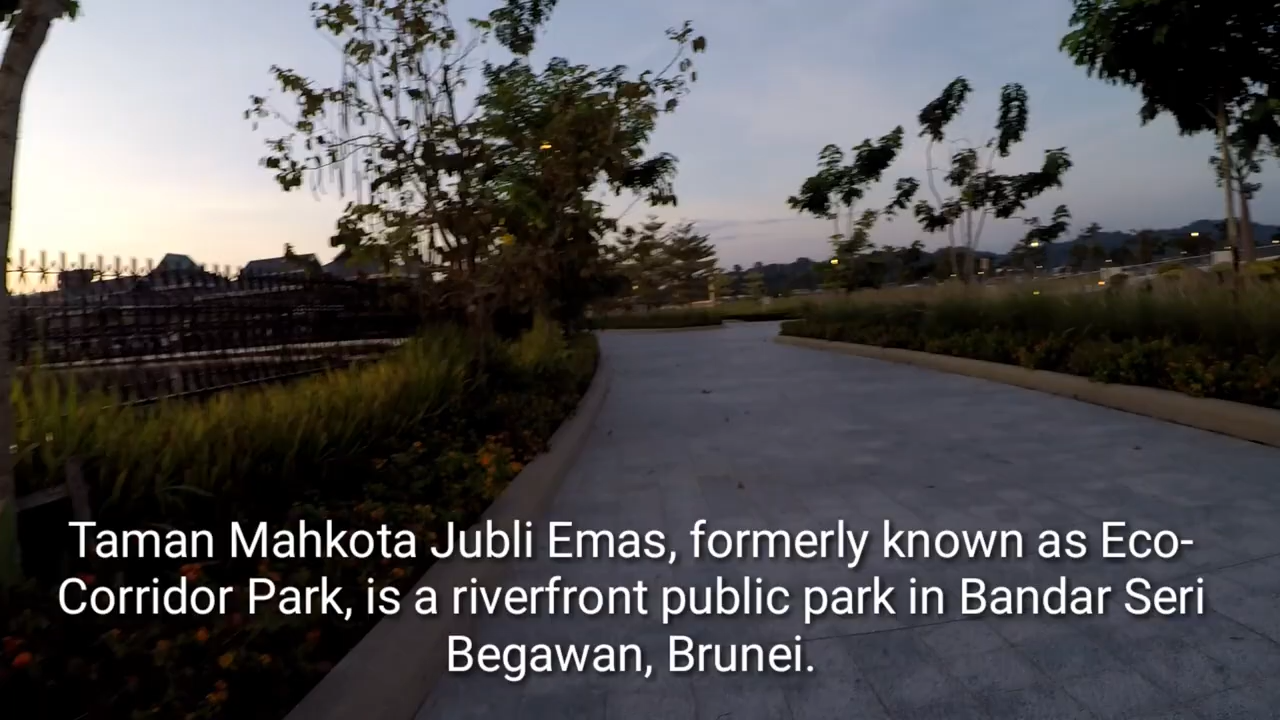 Taman Mahkota Jubli Emas, formerly known as Eco-
Corridor Park, is a riverfront public park in Bandar Seri
Begawan, Brunei.